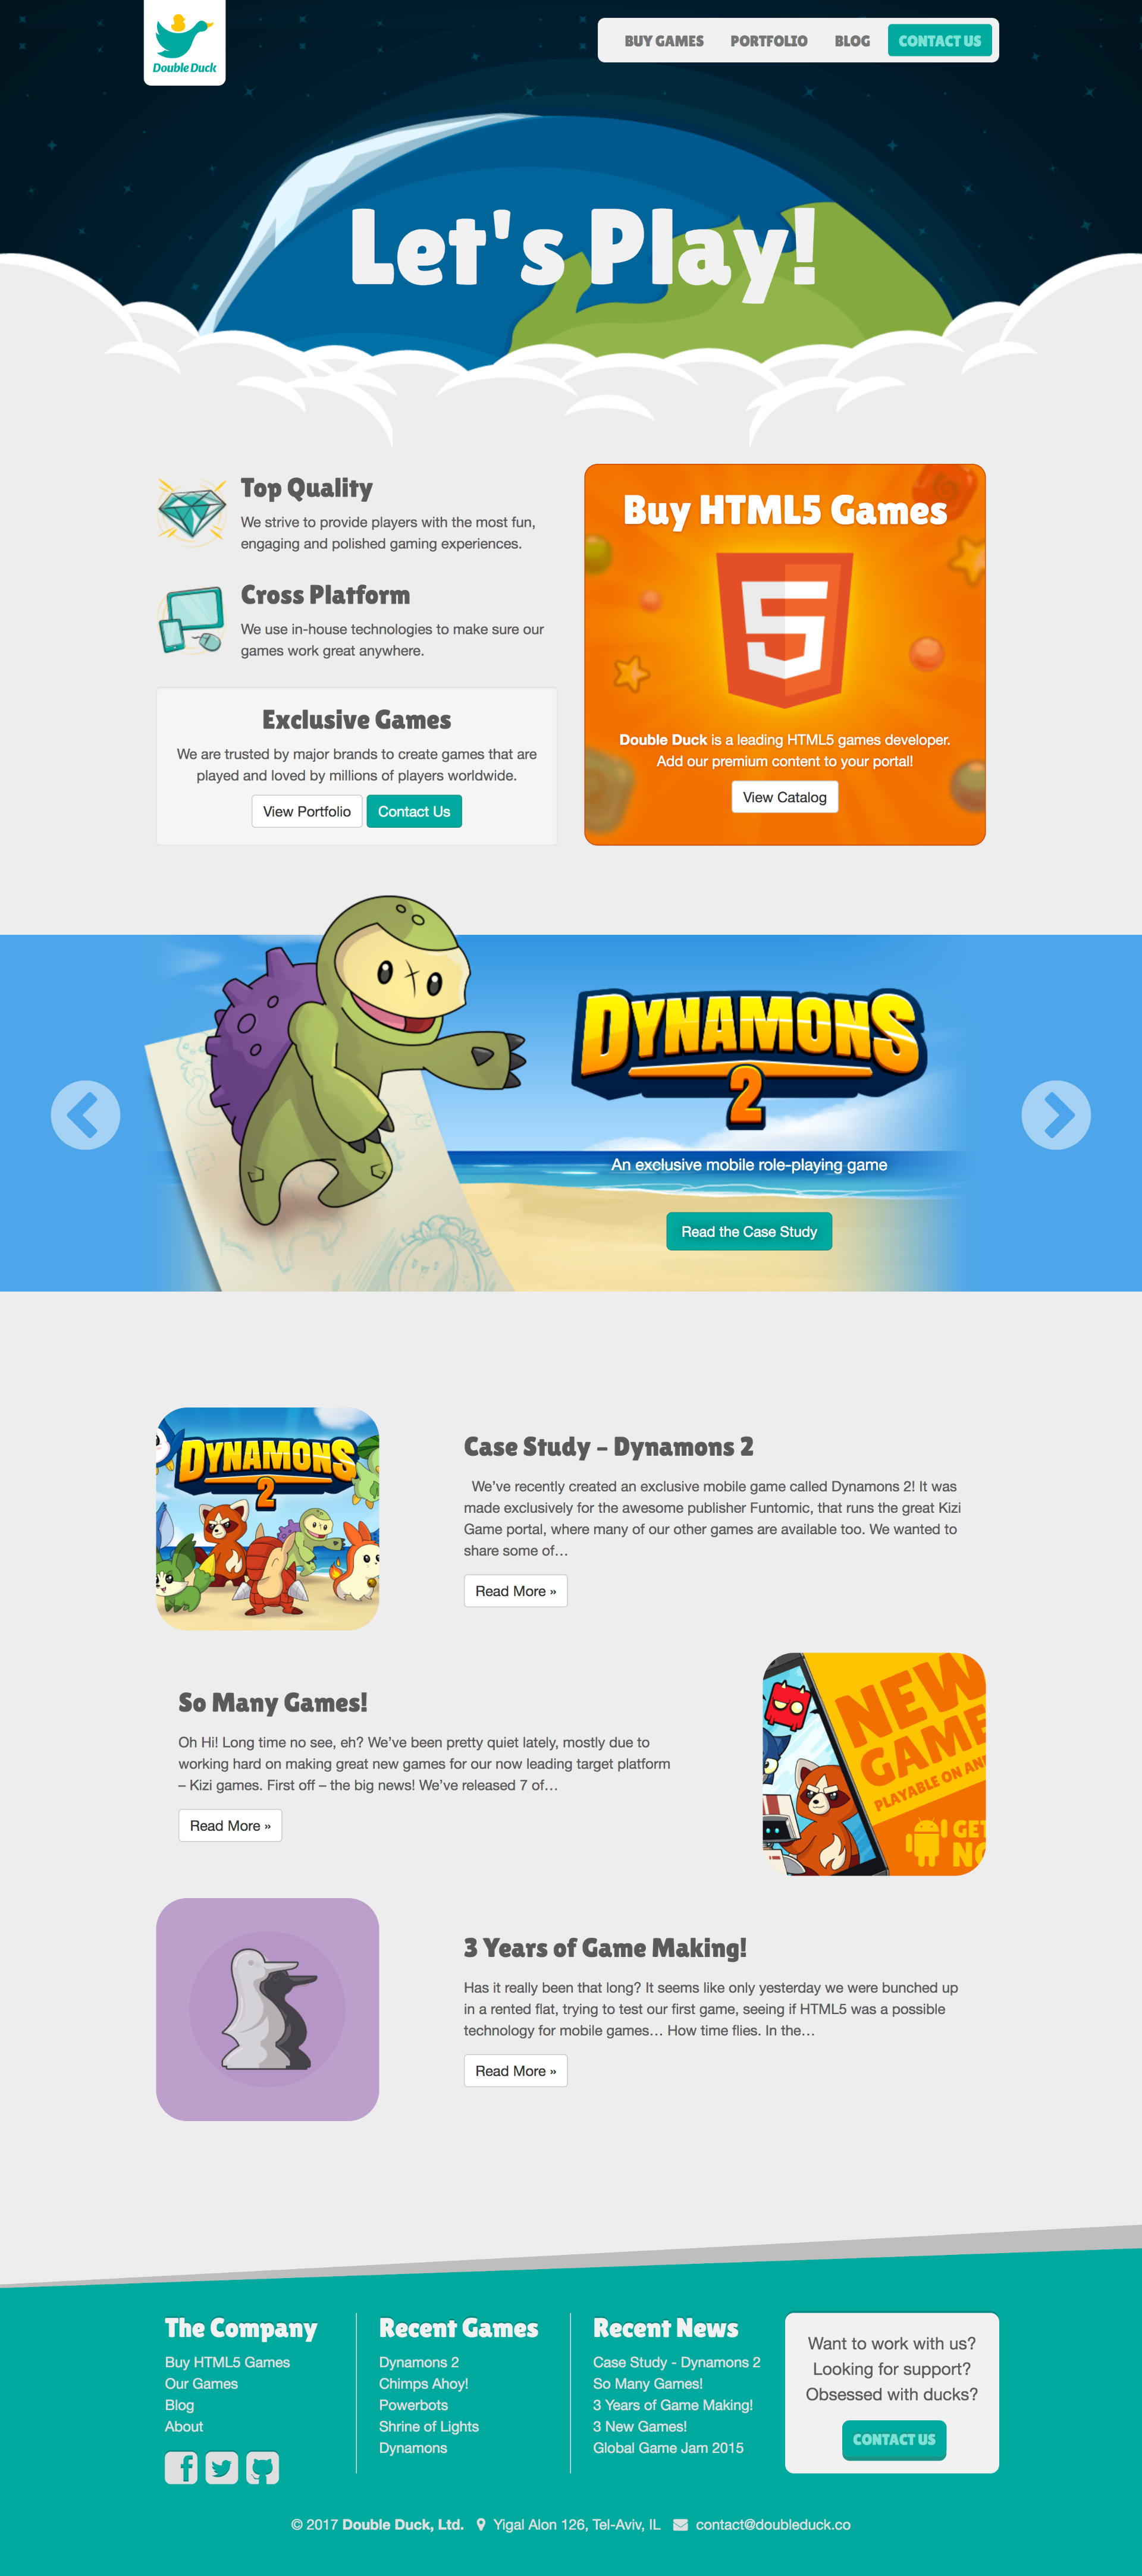 Double Duck
BUY GAMES
PORTFOLIO
BLOG
CONTACT US
Let's Play!
Top Quality
We strive to provide players with the most fun,
engaging and polished gaming experiences.
Cross Platform
We use in-house technologies to make sure our
games work great anywhere.
Exclusive Games
We are trusted by major brands to create games that are
played and loved by millions of players worldwide.
View Portfolio
Contact Us
Buy HTML5 Games
5
Double Duck is a leading HTML5 games developer.
Add our premium content to your portal!
View Catalog
DYNAMONS
2
An exclusive mobile role-playing game
Read the Case Study
DYNAMONS
2
Case Study – Dynamons 2
We've recently created an exclusive mobile game called Dynamons 2! It was
made exclusively for the awesome publisher Funtomic, that runs the great Kizi
Game portal, where many of our other games are available too. We wanted to
share some of…
Read More »
So Many Games!
Oh Hi! Long time no see, eh? We've been pretty quiet lately, mostly due to
working hard on making great new games for our now leading target platform
– Kizi games. First off – the big news! We've released 7 of…
Read More »
NEW
GAME
PLAYABLE ON AN
GET
NO
3 Years of Game Making!
Has it really been that long? It seems like only yesterday we were bunched up
in a rented flat, trying to test our first game, seeing if HTML5 was a possible
technology for mobile games… How time flies. In the…
Read More »
The Company
Buy HTML5 Games
Our Games
Blog
About
Recent Games
Dynamons 2
Chimps Ahoy!
Powerbots
Shrine of Lights
Dynamons
Recent News
Case Study - Dynamons 2
So Many Games!
3 Years of Game Making!
3 New Games!
Global Game Jam 2015
Want to work with us?
Looking for support?
Obsessed with ducks?
CONTACT US
© 2017 Double Duck, Ltd. Yigal Alon 126, Tel-Aviv, IL contact@doubleduck.co